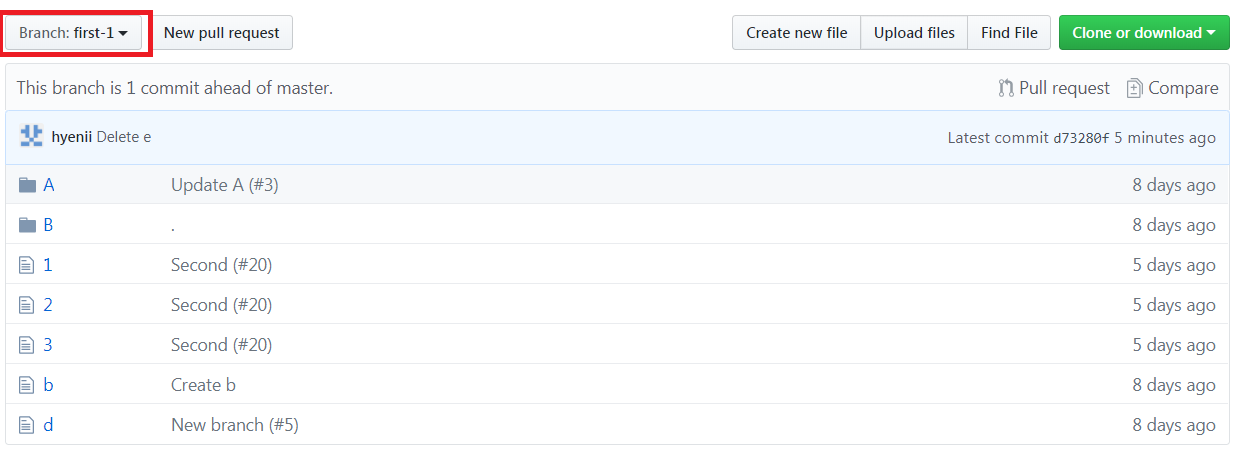 Branch: first-1 New pull request Create new file Upload files Find File Clone or download
This branch is 1 commit ahead of master. Pull request Compare
hyenii Delete e Latest commit d73280f 5 minutes ago
A Update A (#3) 8 days ago
B . 8 days ago
1 Second (#20) 5 days ago
2 Second (#20) 5 days ago
3 Second (#20) 5 days ago
b Create b 8 days ago
d New branch (#5) 8 days ago